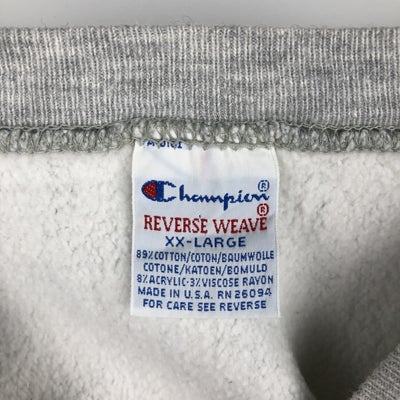 Champion®
REVERSE WEAVE®
XX-LARGE
89% COTTON/COTON/BAUMWOLLE
COTONE/KATOEN/BOMULD
8% ACRYLIC·3% VISCOSE RAYON
MADE IN U.S.A. RN 26094
FOR CARE SEE REVERSE